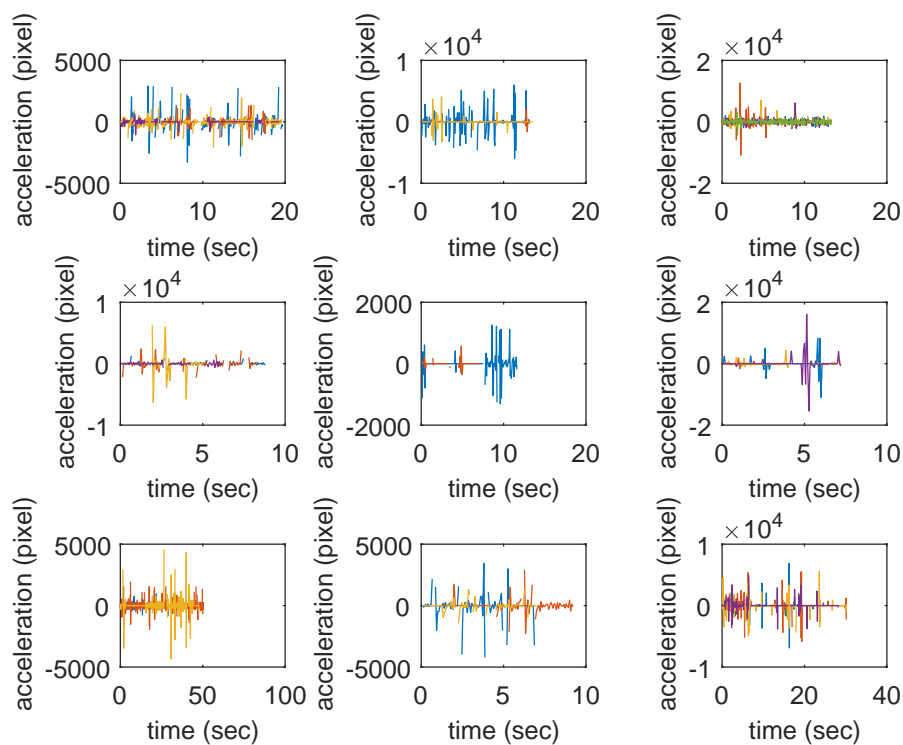 acceleration (pixel)
5000
0
-5000
0 10 20
time (sec)
acceleration (pixel)
×10^4
1
0
-1
0 10 20
time (sec)
acceleration (pixel)
×10^4
2
0
-2
0 10 20
time (sec)
acceleration (pixel)
×10^4
1
0
-1
0 5 10
time (sec)
acceleration (pixel)
2000
0
-2000
0 10 20
time (sec)
acceleration (pixel)
×10^4
2
0
-2
0 5 10
time (sec)
acceleration (pixel)
5000
0
-5000
0 50 100
time (sec)
acceleration (pixel)
5000
0
-5000
0 5 10
time (sec)
acceleration (pixel)
×10^4
1
0
-1
0 20 40
time (sec)